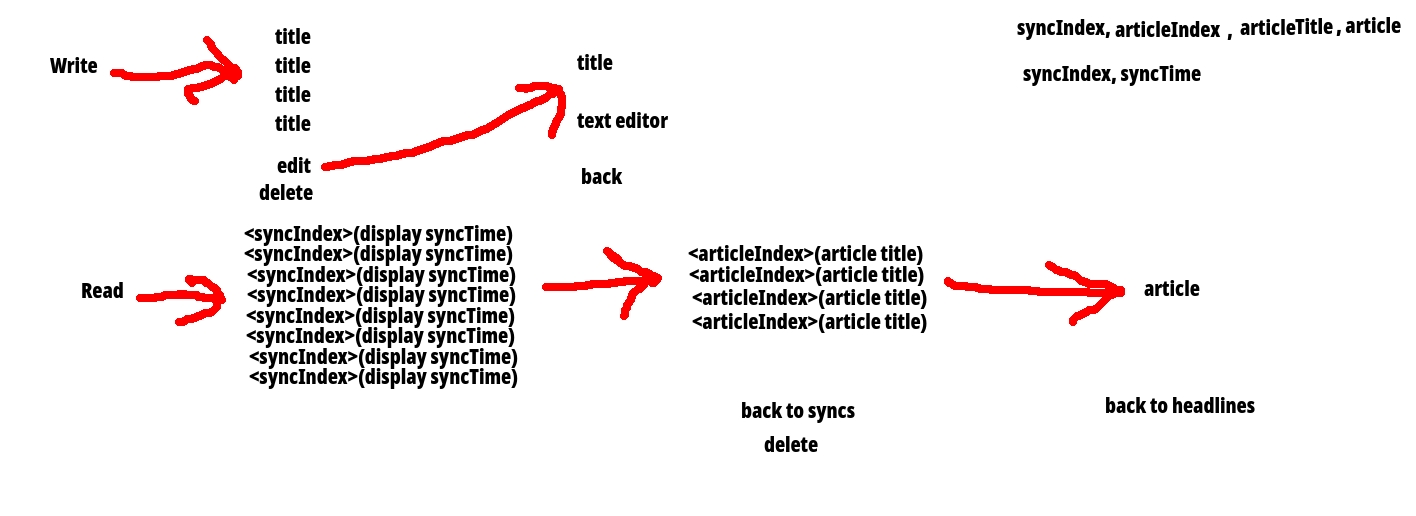 syncIndex, articleIndex , articleTitle , article
syncIndex, syncTime
Write
title
title
title
title
edit
delete
title
text editor
back
Read
<syncIndex>(display syncTime)
<syncIndex>(display syncTime)
<syncIndex>(display syncTime)
<syncIndex>(display syncTime)
<syncIndex>(display syncTime)
<syncIndex>(display syncTime)
<syncIndex>(display syncTime)
<syncIndex>(display syncTime)
<articleIndex>(article title)
<articleIndex>(article title)
<articleIndex>(article title)
<articleIndex>(article title)
back to syncs
delete
article
back to headlines